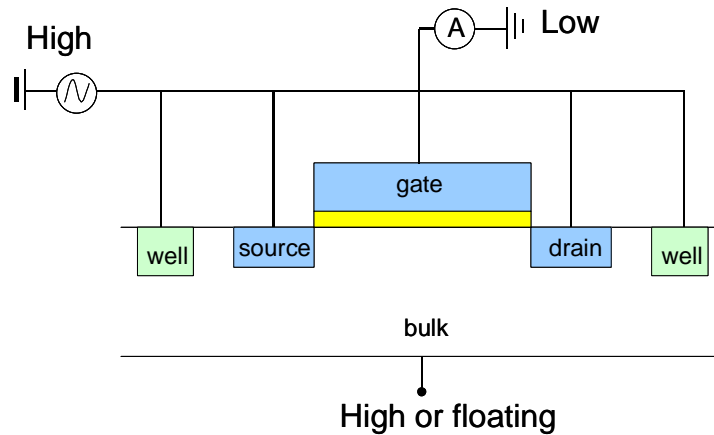 High
A
Low
gate
well
source
drain
well
bulk
High or floating